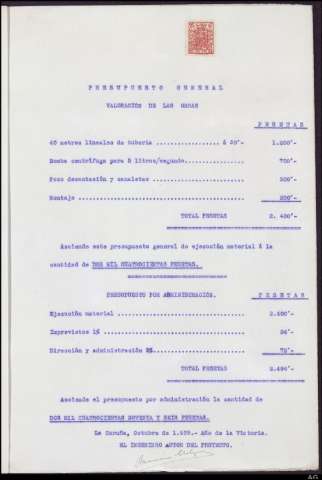 PRESUPUESTO GENERAL
VALORACIÓN DE LAS OBRAS
PESETAS
40 metros lineales de tubería .................. á 30'- 1.200'-
Bomba centrífuga para 5 litros/segundo................ 700'-
Pozo decantación y canaletas ........................ 300'-
Montaje ................................................ 200'-
TOTAL PESETAS 2.400'-
Asciende este presupuesto general de ejecución material á la
cantidad de DOS MIL CUATROCIENTAS PESETAS.
PRESUPUESTO POR ADMINISTRACIÓN. PESETAS
Ejecución material ................................ 2.400'-
Imprevistos 1% ........................................ 24'-
Dirección y administración 3%........................ 72'-
TOTAL PESETAS 2.496'-
Asciende el presupuesto por administración la cantidad de
DOS MIL CUATROCIENTAS NOVENTA Y SEIS PESETAS.
La Coruña, Octubre de 1.939.- Año de la Victoria.
EL INGENIERO AUTOR DEL PROYECTO.
AG